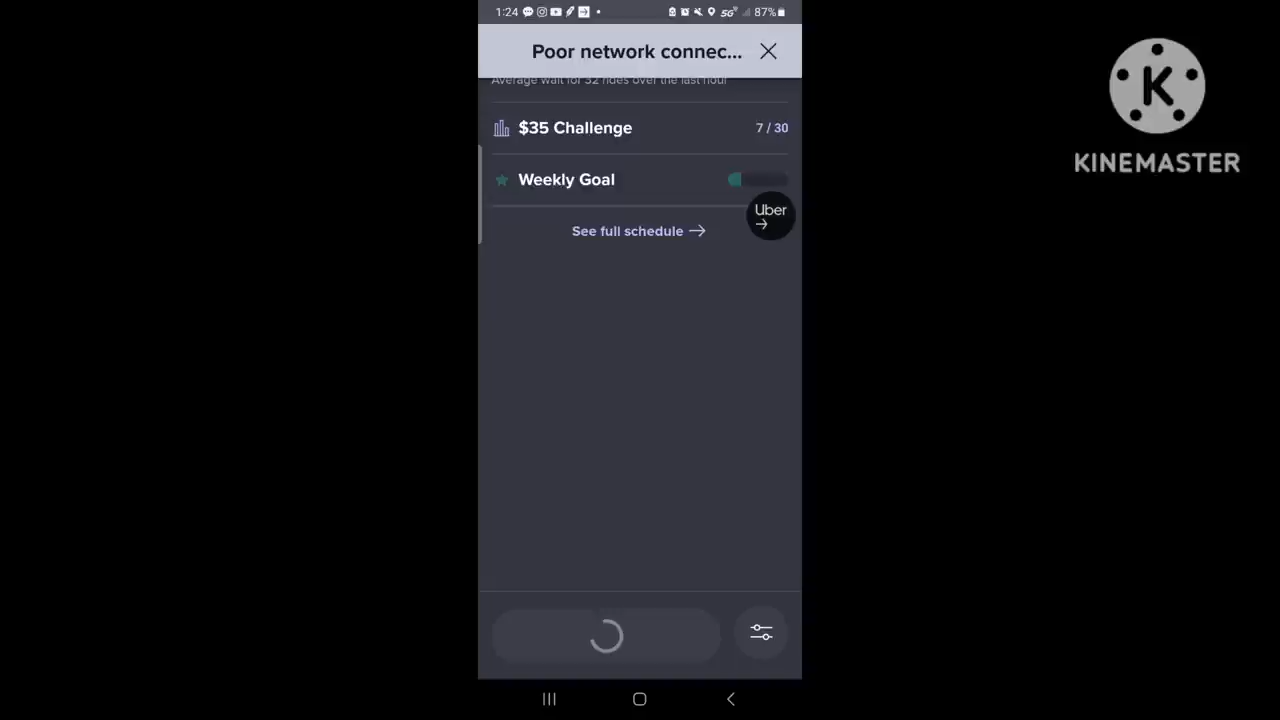 1:24
5G
87%
Poor network connec...
Average wait for 32 rides over the last hour
$35 Challenge
7 / 30
Weekly Goal
Uber
See full schedule
K
KINEMASTER